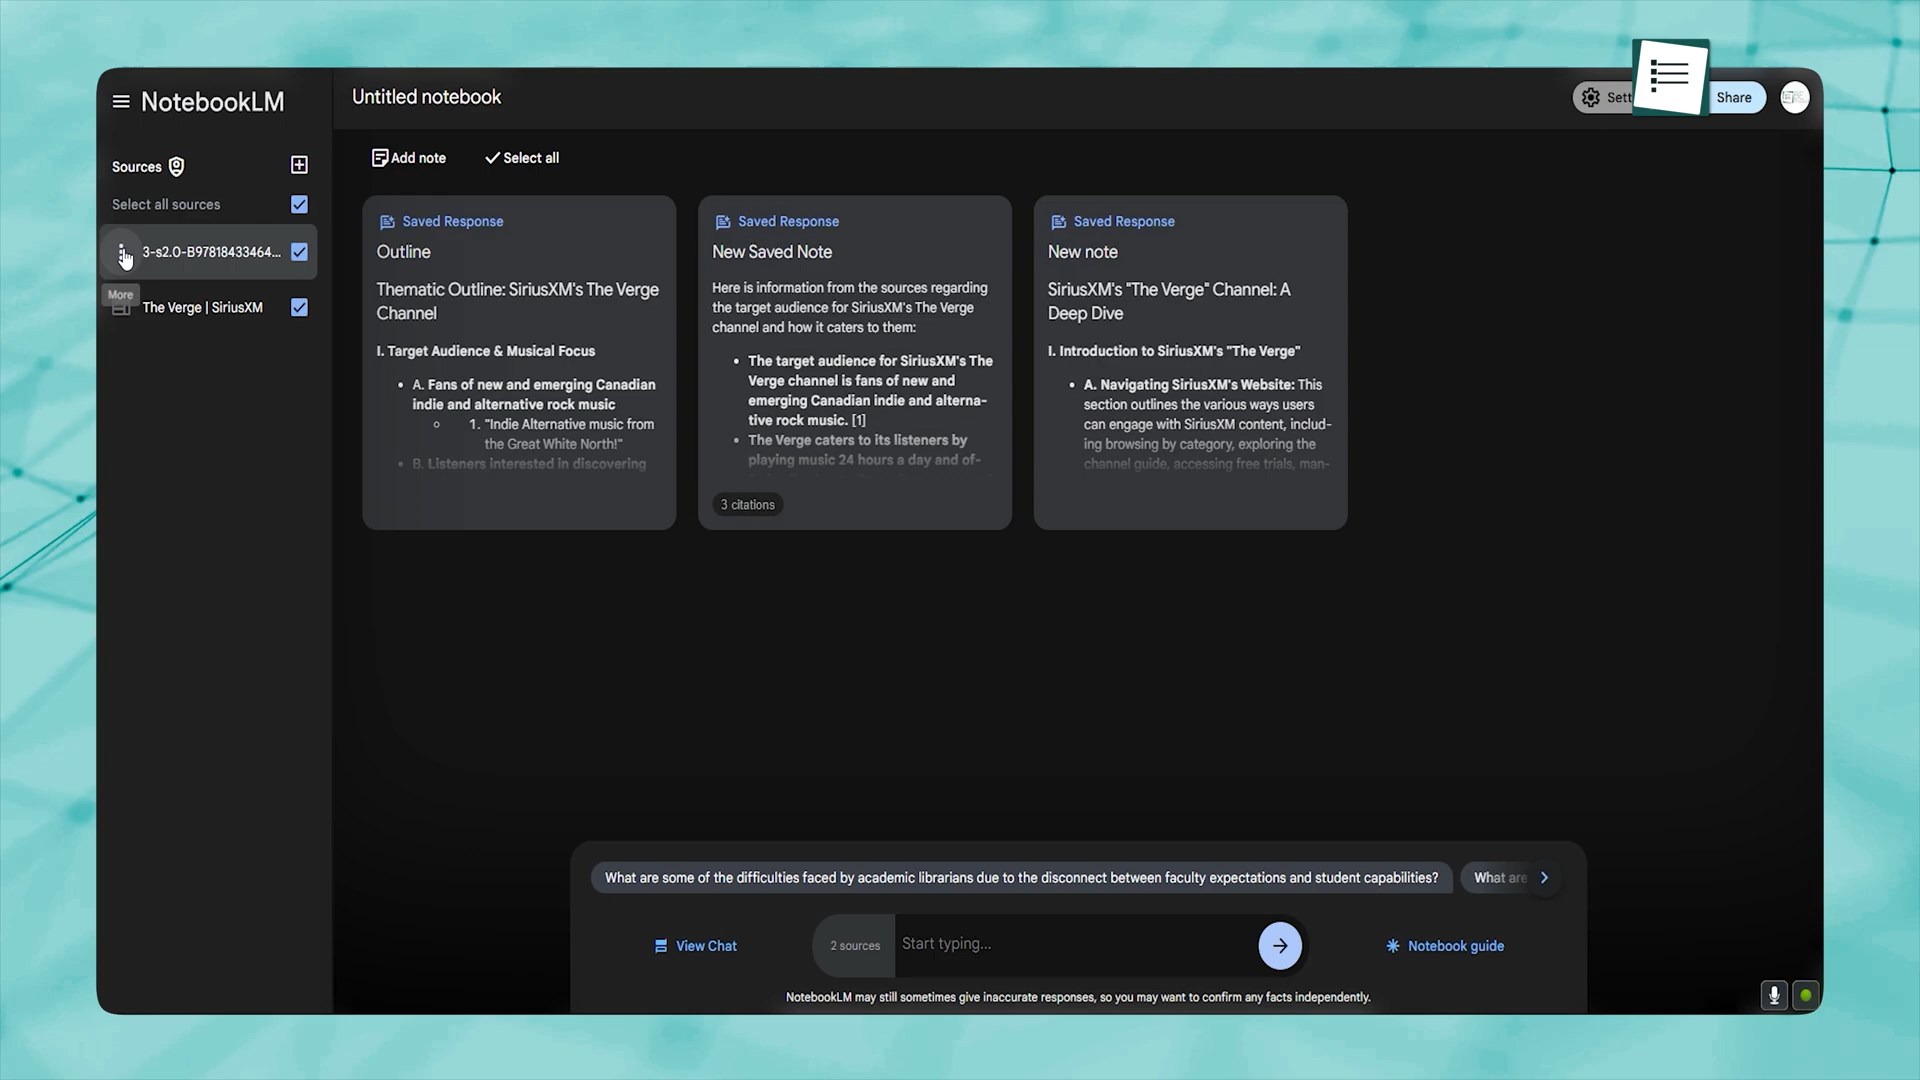 NotebookLM
Untitled notebook
Share
Sources
Add note
Select all
Select all sources
3-s2.0-B97818433464...
More
The Verge | SiriusXM
Saved Response
Outline
Thematic Outline: SiriusXM's The Verge
Channel
I. Target Audience & Musical Focus
• A. Fans of new and emerging Canadian
indie and alternative rock music
1. "Indie Alternative music from
the Great White North!"
• B. Listeners interested in discovering
Saved Response
New Saved Note
Here is information from the sources regarding
the target audience for SiriusXM's The Verge
channel and how it caters to them:
• The target audience for SiriusXM's The
Verge channel is fans of new and
emerging Canadian indie and alterna-
tive rock music. [1]
• The Verge caters to its listeners by
playing music 24 hours a day and of-
3 citations
Saved Response
New note
SiriusXM's "The Verge" Channel: A
Deep Dive
I. Introduction to SiriusXM's "The Verge"
• A. Navigating SiriusXM's Website: This
section outlines the various ways users
can engage with SiriusXM content, includ-
ing browsing by category, exploring the
channel guide, accessing free trials, man-
What are some of the difficulties faced by academic librarians due to the disconnect between faculty expectations and student capabilities?
What are
View Chat
2 sources
Start typing...
Notebook guide
NotebookLM may still sometimes give inaccurate responses, so you may want to confirm any facts independently.